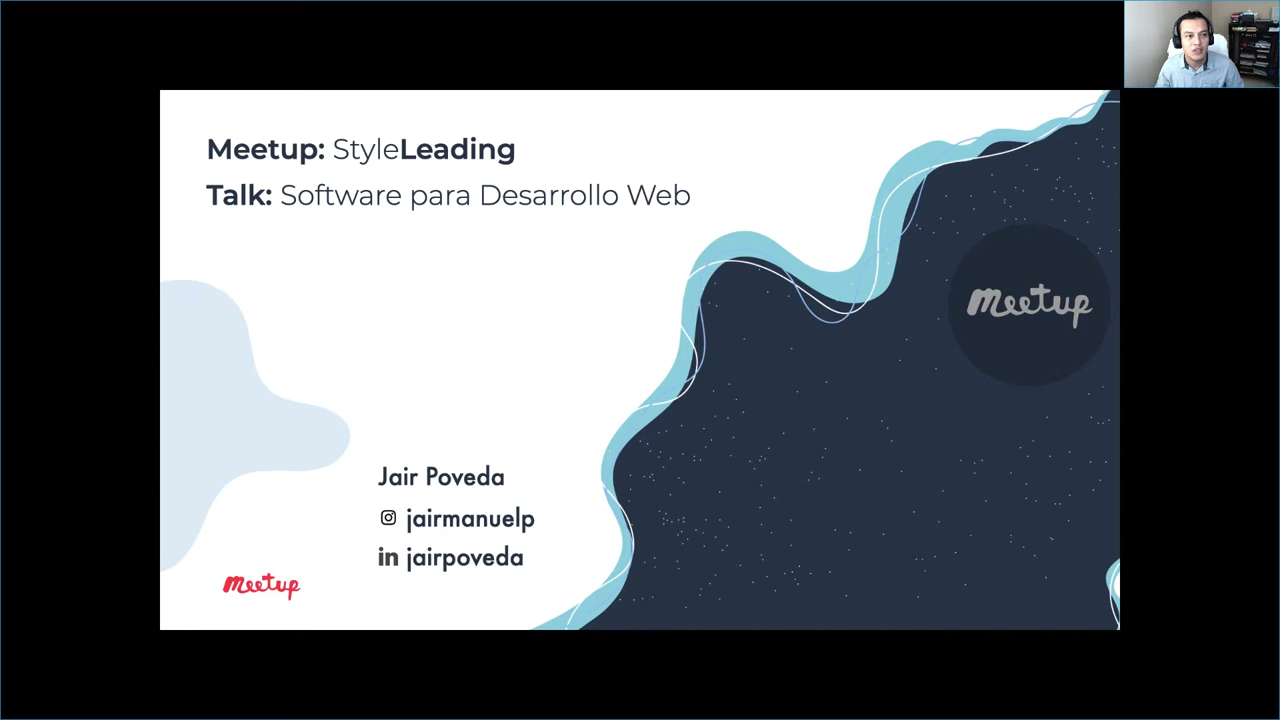 Meetup: StyleLeading
Talk: Software para Desarrollo Web
meetup
Jair Poveda
jairmanuelp
in jairpoveda
meetup